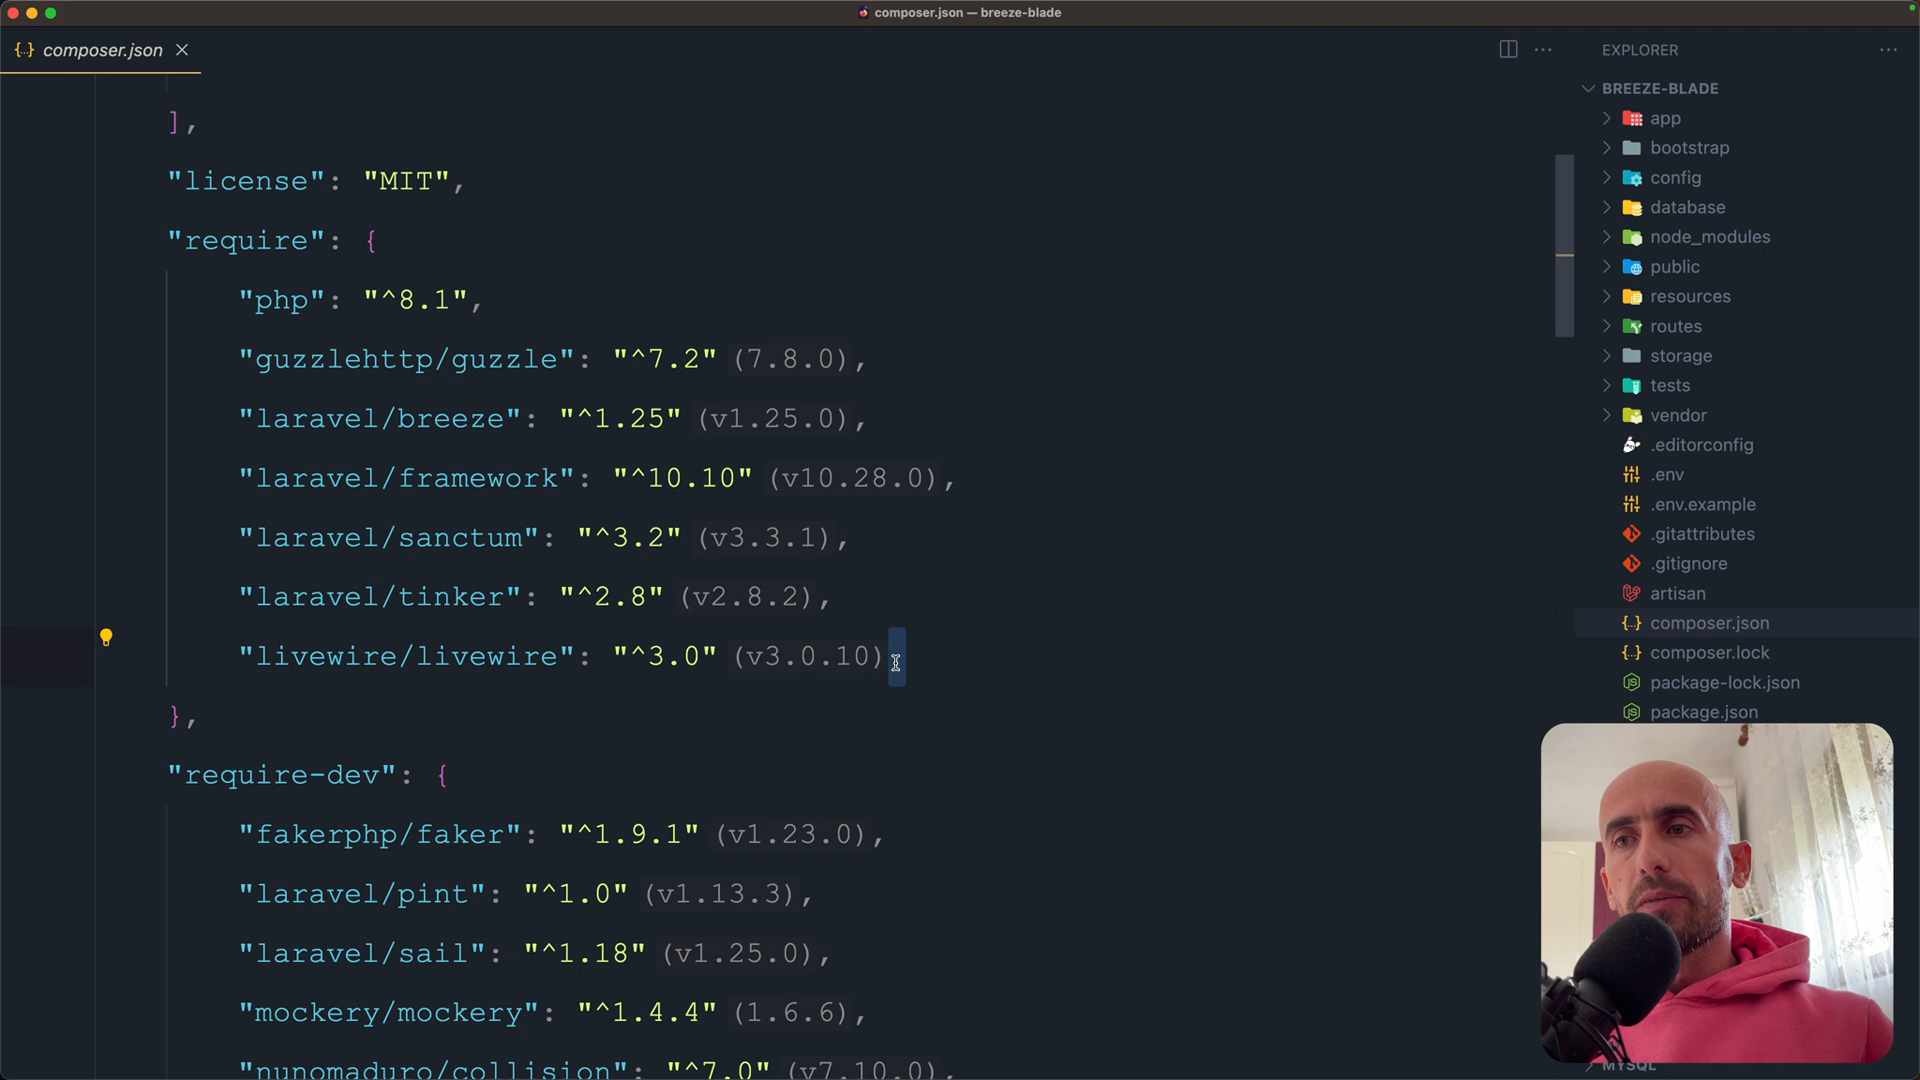 composer.json — breeze-blade
{..} composer.json
EXPLORER
BREEZE-BLADE
],
"license": "MIT",
"require": {
"php": "^8.1",
"guzzlehttp/guzzle": "^7.2" (7.8.0),
"laravel/breeze": "^1.25" (v1.25.0),
"laravel/framework": "^10.10" (v10.28.0),
"laravel/sanctum": "^3.2" (v3.3.1),
"laravel/tinker": "^2.8" (v2.8.2),
"livewire/livewire": "^3.0" (v3.0.10)
},
"require-dev": {
"fakerphp/faker": "^1.9.1" (v1.23.0),
"laravel/pint": "^1.0" (v1.13.3),
"laravel/sail": "^1.18" (v1.25.0),
"mockery/mockery": "^1.4.4" (1.6.6),
"nunomaduro/collision": "^7.0" (v7.10.0),
app
bootstrap
config
database
node_modules
public
resources
routes
storage
tests
vendor
.editorconfig
.env
.env.example
.gitattributes
.gitignore
artisan
{..} composer.json
{..} composer.lock
package-lock.json
package.json
MYSQL